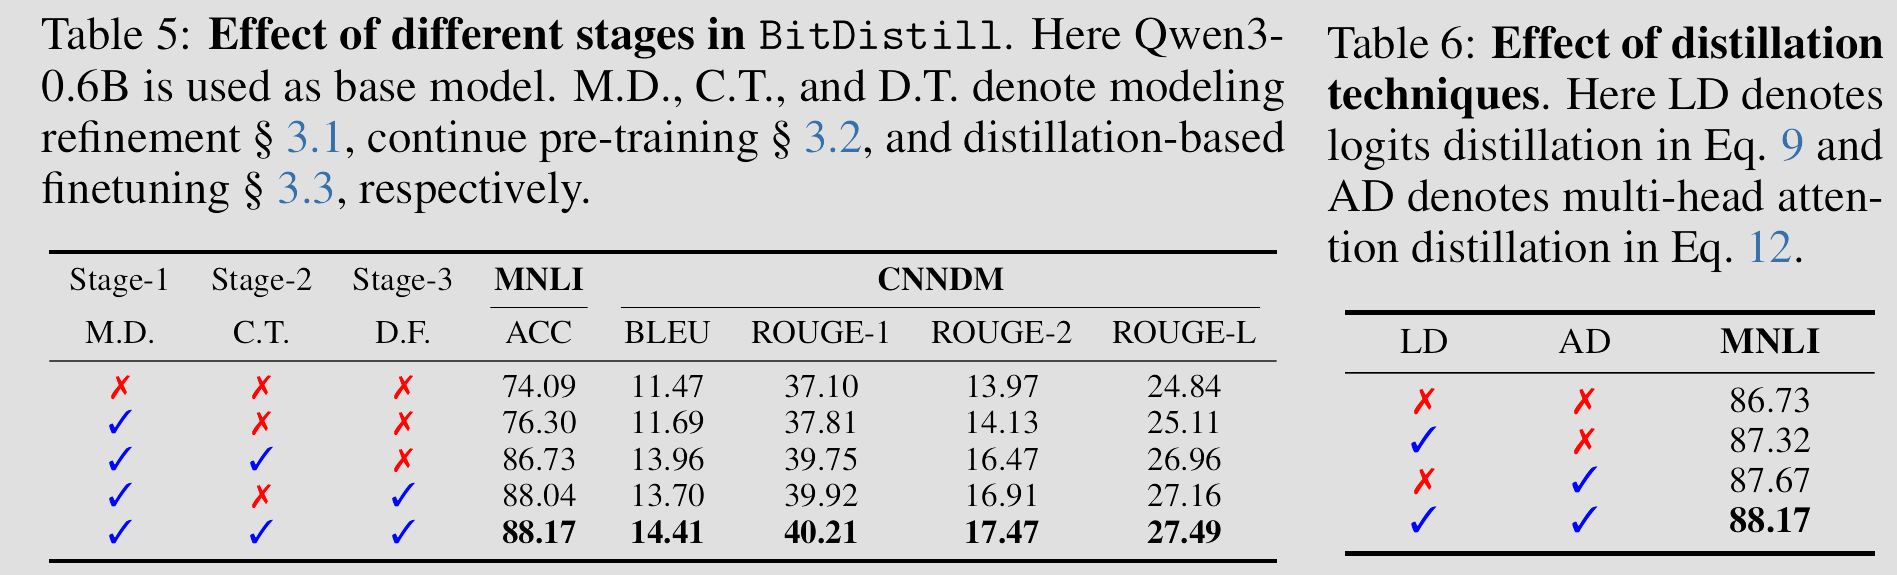 Table 5: Effect of different stages in BitDistill. Here Qwen3-
0.6B is used as base model. M.D., C.T., and D.T. denote modeling
refinement § 3.1, continue pre-training § 3.2, and distillation-based
finetuning § 3.3, respectively.
Stage-1 Stage-2 Stage-3 MNLI CNNDM
M.D. C.T. D.F. ACC BLEU ROUGE-1 ROUGE-2 ROUGE-L
✗ ✗ ✗ 74.09 11.47 37.10 13.97 24.84
✓ ✗ ✗ 76.30 11.69 37.81 14.13 25.11
✓ ✓ ✗ 86.73 13.96 39.75 16.47 26.96
✓ ✗ ✓ 88.04 13.70 39.92 16.91 27.16
✓ ✓ ✓ 88.17 14.41 40.21 17.47 27.49
Table 6: Effect of distillation
techniques. Here LD denotes
logits distillation in Eq. 9 and
AD denotes multi-head atten-
tion distillation in Eq. 12.
LD AD MNLI
✗ ✗ 86.73
✓ ✗ 87.32
✗ ✓ 87.67
✓ ✓ 88.17